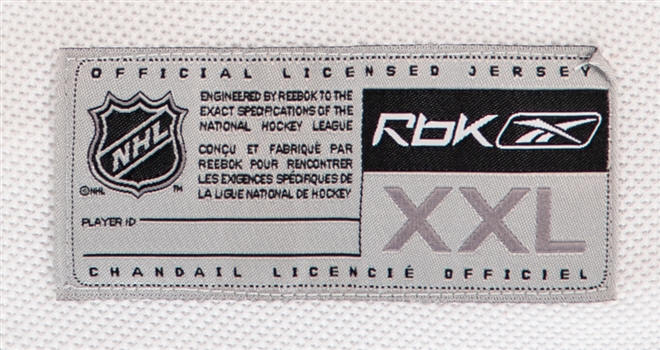 OFFICIAL LICENSED JERSEY
NHL
©NHL
™
ENGINEERED BY REEBOK TO THE
EXACT SPECIFICATIONS OF THE
NATIONAL HOCKEY LEAGUE
CONÇU ET FABRIQUÉ PAR
REEBOK POUR RENCONTRER
LES EXIGENCES SPÉCIFIQUES DE
LA LIGUE NATIONAL DE HOCKEY
PLAYER ID
Rbk
XXL
CHANDAIL LICENCIÉ OFFICIEL